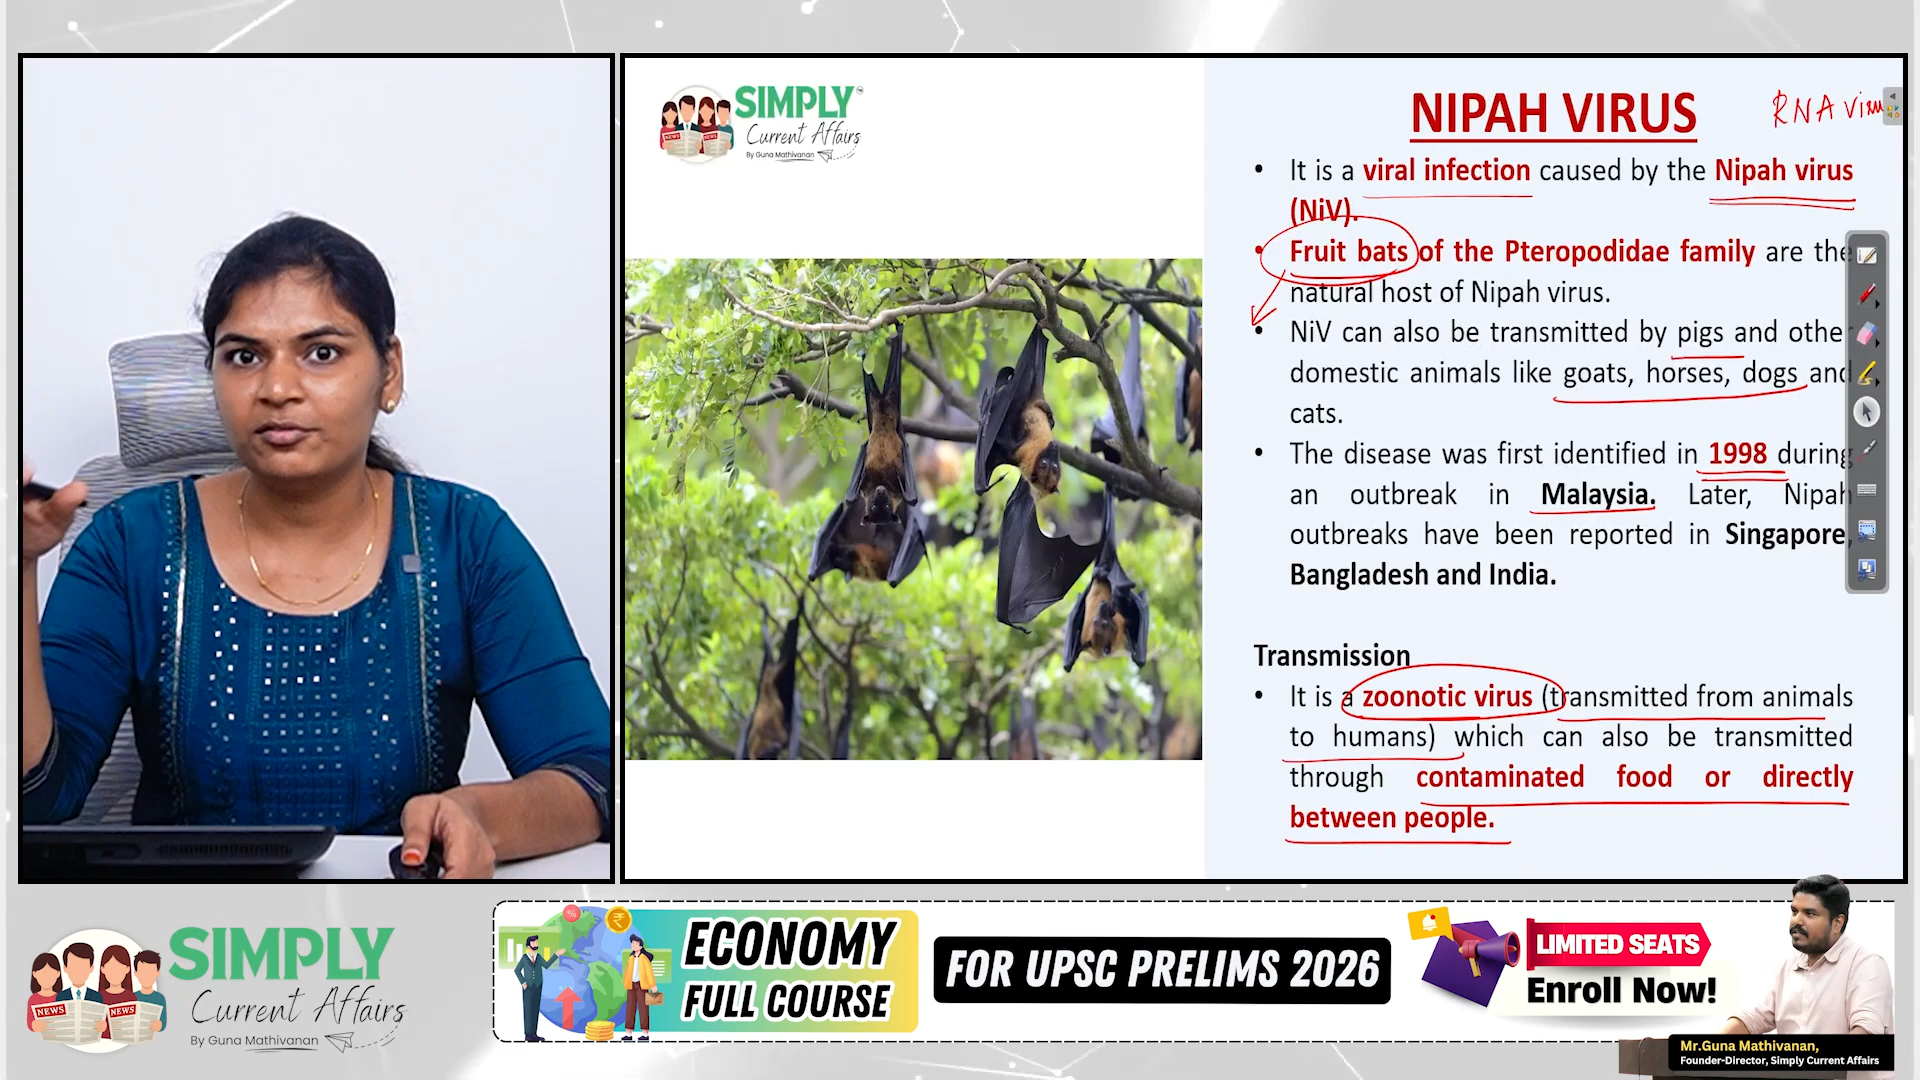 SIMPLY
Current Affairs
By Guna Mathivanan
NEWS
NEWS
NIPAH VIRUS
RNA
• It is a viral infection caused by the Nipah virus
(NiV).
• Fruit bats of the Pteropodidae family are the
natural host of Nipah virus.
• NiV can also be transmitted by pigs and other
domestic animals like goats, horses, dogs and
cats.
• The disease was first identified in 1998 during
an outbreak in Malaysia. Later, Nipah
outbreaks have been reported in Singapore,
Bangladesh and India.
Transmission
• It is a zoonotic virus (transmitted from animals
to humans) which can also be transmitted
through contaminated food or directly
between people.
SIMPLY
Current Affairs
By Guna Mathivanan
NEWS
NEWS
%
₹
ECONOMY
FULL COURSE
FOR UPSC PRELIMS 2026
LIMITED SEATS
Enroll Now!
Mr.Guna Mathivanan,
Founder-Director, Simply Current Affairs